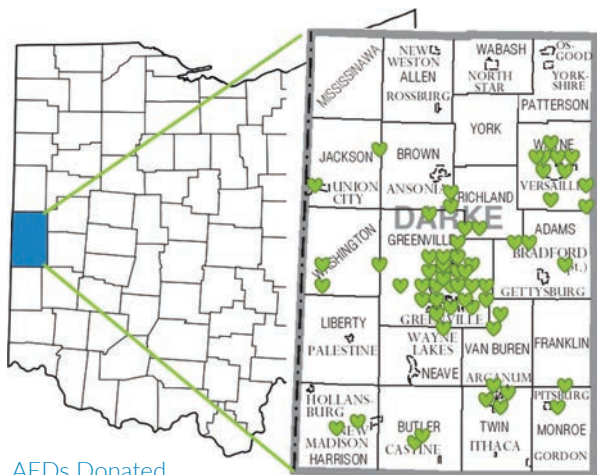 MISSISSINAWA
NEW
WESTON
ALLEN
ROSSBURG
WABASH
NORTH
STAR
OS-
GOOD
YORK-
SHIRE
PATTERSON
YORK
JACKSON
UNION
CITY
BROWN
ANSONIA
RICHLAND
WAYNE
VERSAILLE
DARKE
WASHINGTON
GREENVILLE
GREENVILLE
ADAMS
BRADFORD
GETTYSBURG
LIBERTY
PALESTINE
WAYNE
LAKES
NEAVE
VAN BUREN
FRANKLIN
HOLLANS-
BURG
NEW
MADISON
HARRISON
BUTLER
CASTINE
ARCANUM
TWIN
ITHACA
PITSBURG
MONROE
GORDON
AEDs Donated